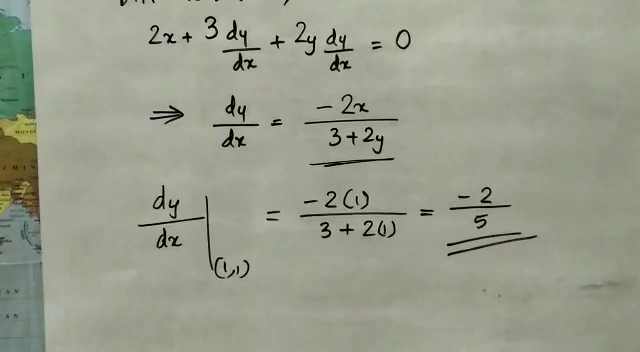 2x + 3 dy/dx + 2y dy/dx = 0
⇒ dy/dx = -2x/(3+2y)
dy/dx|(1,1) = -2(1)/(3+2(1)) = -2/5